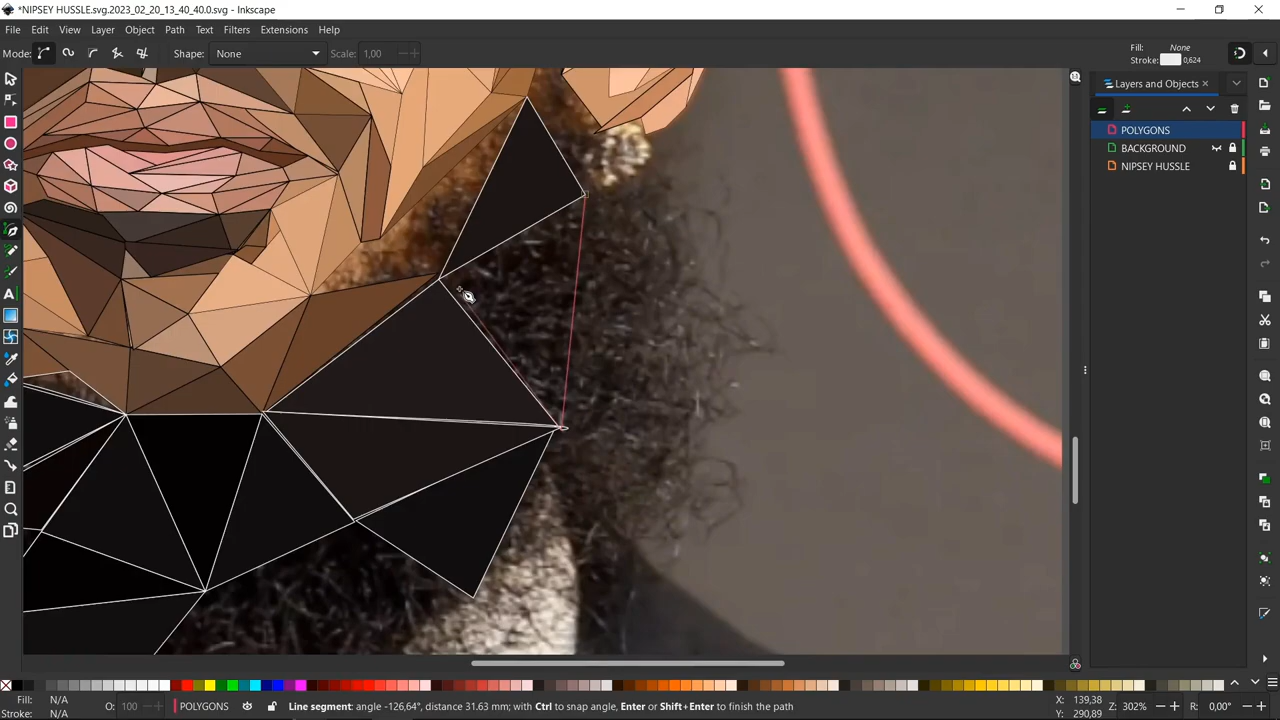 *NIPSEY HUSSLE.svg.2023_02_20_13_40_40.0.svg - Inkscape
File Edit View Layer Object Path Text Filters Extensions Help
Mode: Shape: None Scale: 1,00
Fill: None
Stroke: 0,624
Layers and Objects
POLYGONS
BACKGROUND
NIPSEY HUSSLE
Fill: N/A
Stroke: N/A
O: 100
POLYGONS
Line segment: angle -126,64°, distance 31.63 mm; with Ctrl to snap angle, Enter or Shift+Enter to finish the path
X: 139,38
Y: 290,89
Z: 302%
R: 0,00°